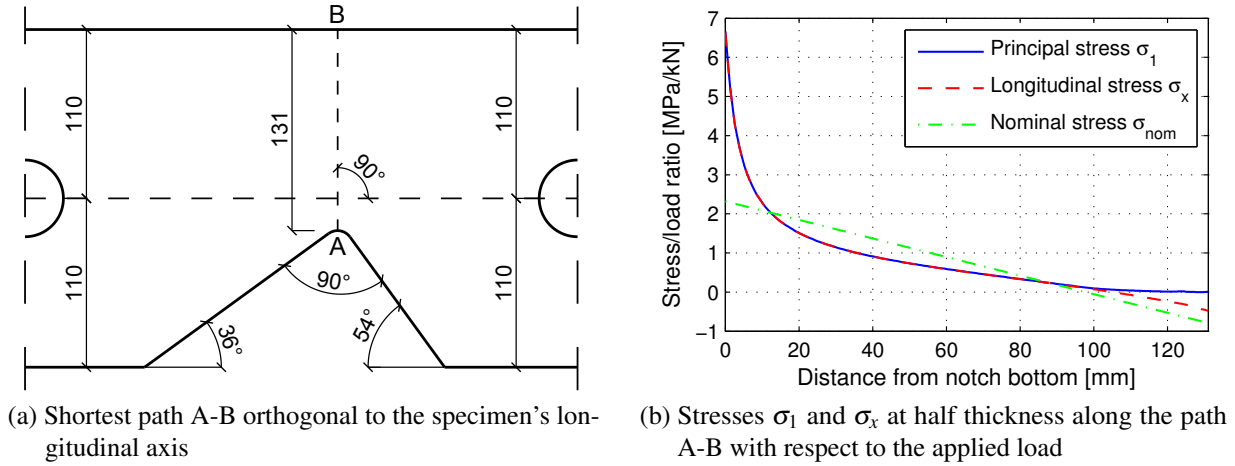 B
110
110
131
90°
110
110
A
90°
36°
54°
7
6
5
4
3
2
1
0
−1
0 20 40 60 80 100 120
Stress/load ratio [MPa/kN]
Distance from notch bottom [mm]
Principal stress σ1
Longitudinal stress σx
Nominal stress σnom
(a) Shortest path A-B orthogonal to the specimen's lon-
gitudinal axis
(b) Stresses σ1 and σx at half thickness along the path
A-B with respect to the applied load